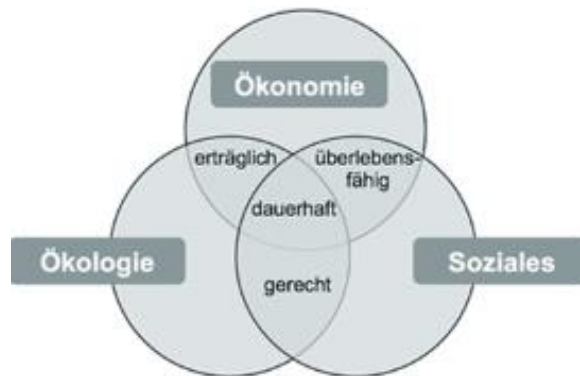 Ökonomie
erträglich
überlebens-
fähig
dauerhaft
Ökologie
Soziales
gerecht